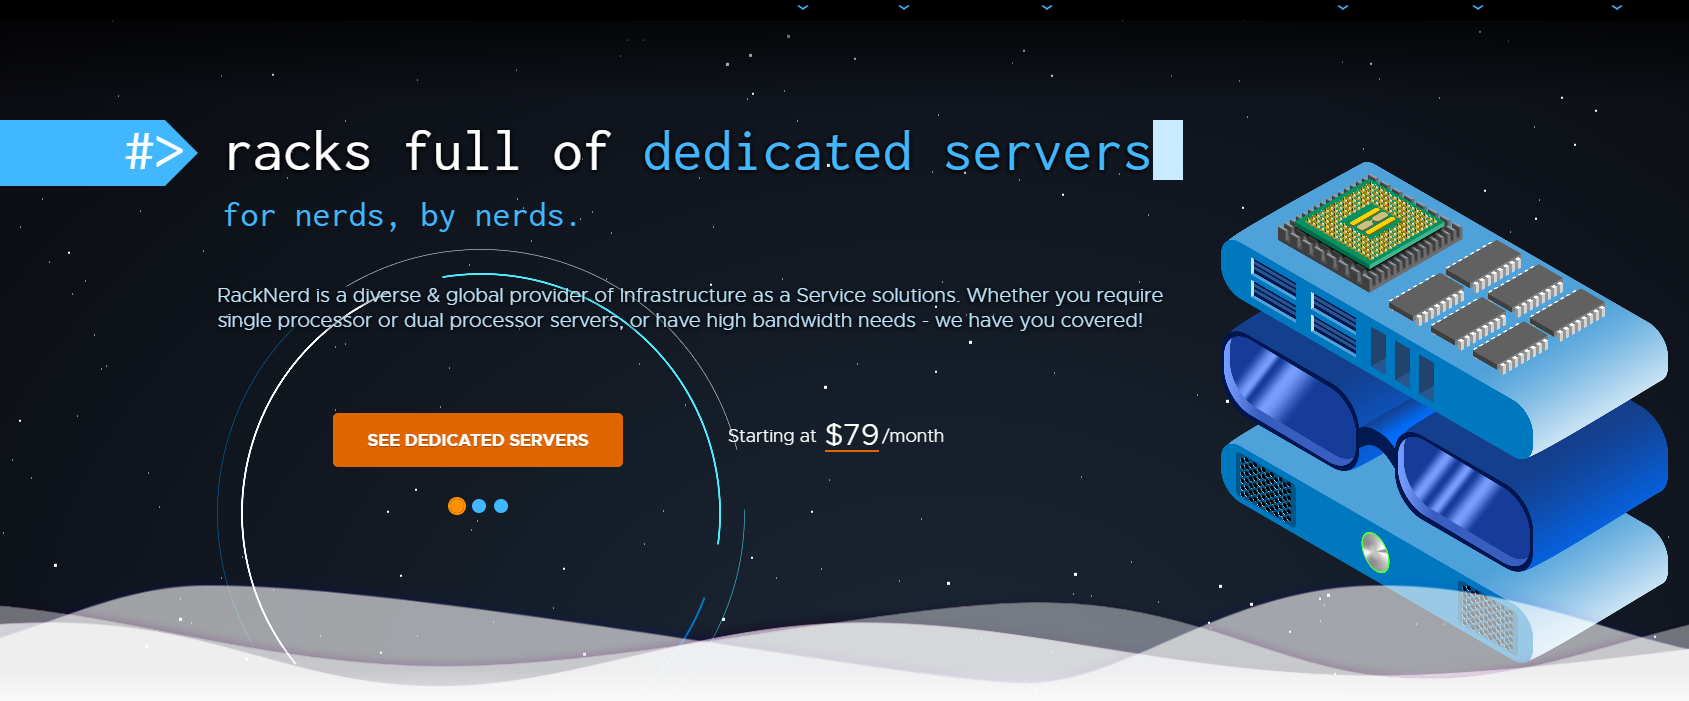 #> racks full of dedicated servers
for nerds, by nerds.
RackNerd is a diverse & global provider of Infrastructure as a Service solutions. Whether you require
single processor or dual processor servers, or have high bandwidth needs - we have you covered!
SEE DEDICATED SERVERS
Starting at $79/month